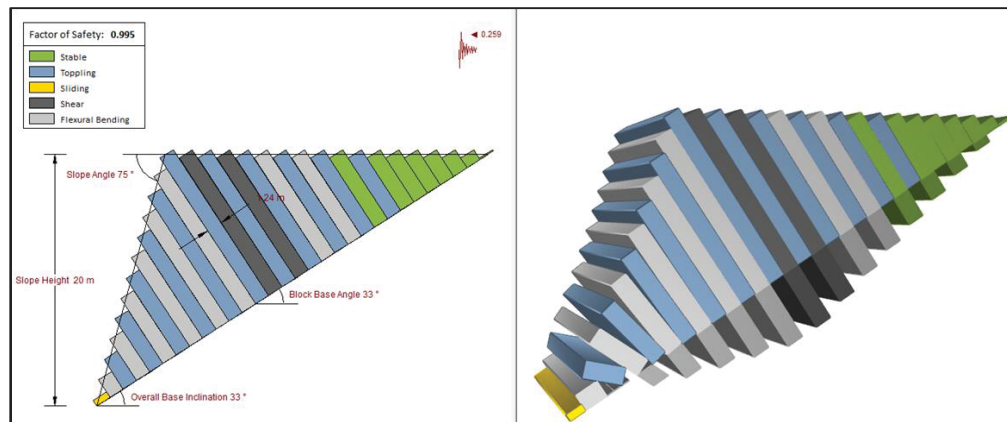 Factor of Safety: 0.995
Stable
Toppling
Sliding
Shear
Flexural Bending
0.259
Slope Angle 75 °
1.24 m
Slope Height 20 m
Block Base Angle 33 °
Overall Base Inclination 33 °